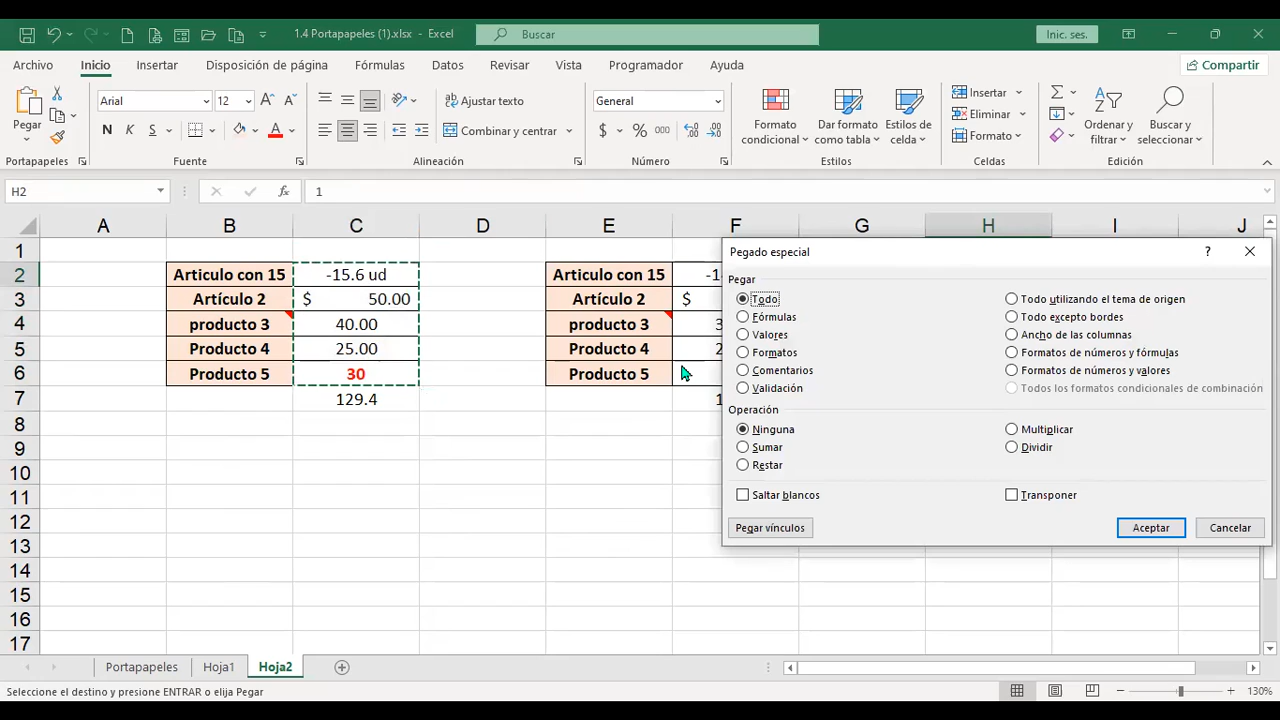 1.4 Portapapeles (1).xlsx - Excel
Buscar
Inic. ses.
Archivo Inicio Insertar Disposición de página Fórmulas Datos Revisar Vista Programador Ayuda Compartir
Pegar
Arial 12
N K S A
Ajustar texto
Combinar y centrar
General
$ % 000
Formato condicional
Dar formato como tabla
Estilos de celda
Insertar
Eliminar
Formato
Ordenar y filtrar
Buscar y seleccionar
Portapapeles Fuente Alineación Número Estilos Celdas Edición
H2 fx 1
A B C D E F G H I J
1
2 Articulo con 15 -15.6 ud Articulo con 15
3 Artículo 2 $ 50.00 Artículo 2 $
4 producto 3 40.00 producto 3
5 Producto 4 25.00 Producto 4
6 Producto 5 30 Producto 5
7 129.4
8
9
10
11
12
13
14
15
16
17
Pegado especial ?
Pegar
Todo Todo utilizando el tema de origen
Fórmulas Todo excepto bordes
Valores Ancho de las columnas
Formatos Formatos de números y fórmulas
Comentarios Formatos de números y valores
Validación Todos los formatos condicionales de combinación
Operación
Ninguna Multiplicar
Sumar Dividir
Restar
Saltar blancos Transponer
Pegar vínculos Aceptar Cancelar
Portapapeles Hoja1 Hoja2
Seleccione el destino y presione ENTRAR o elija Pegar
130%